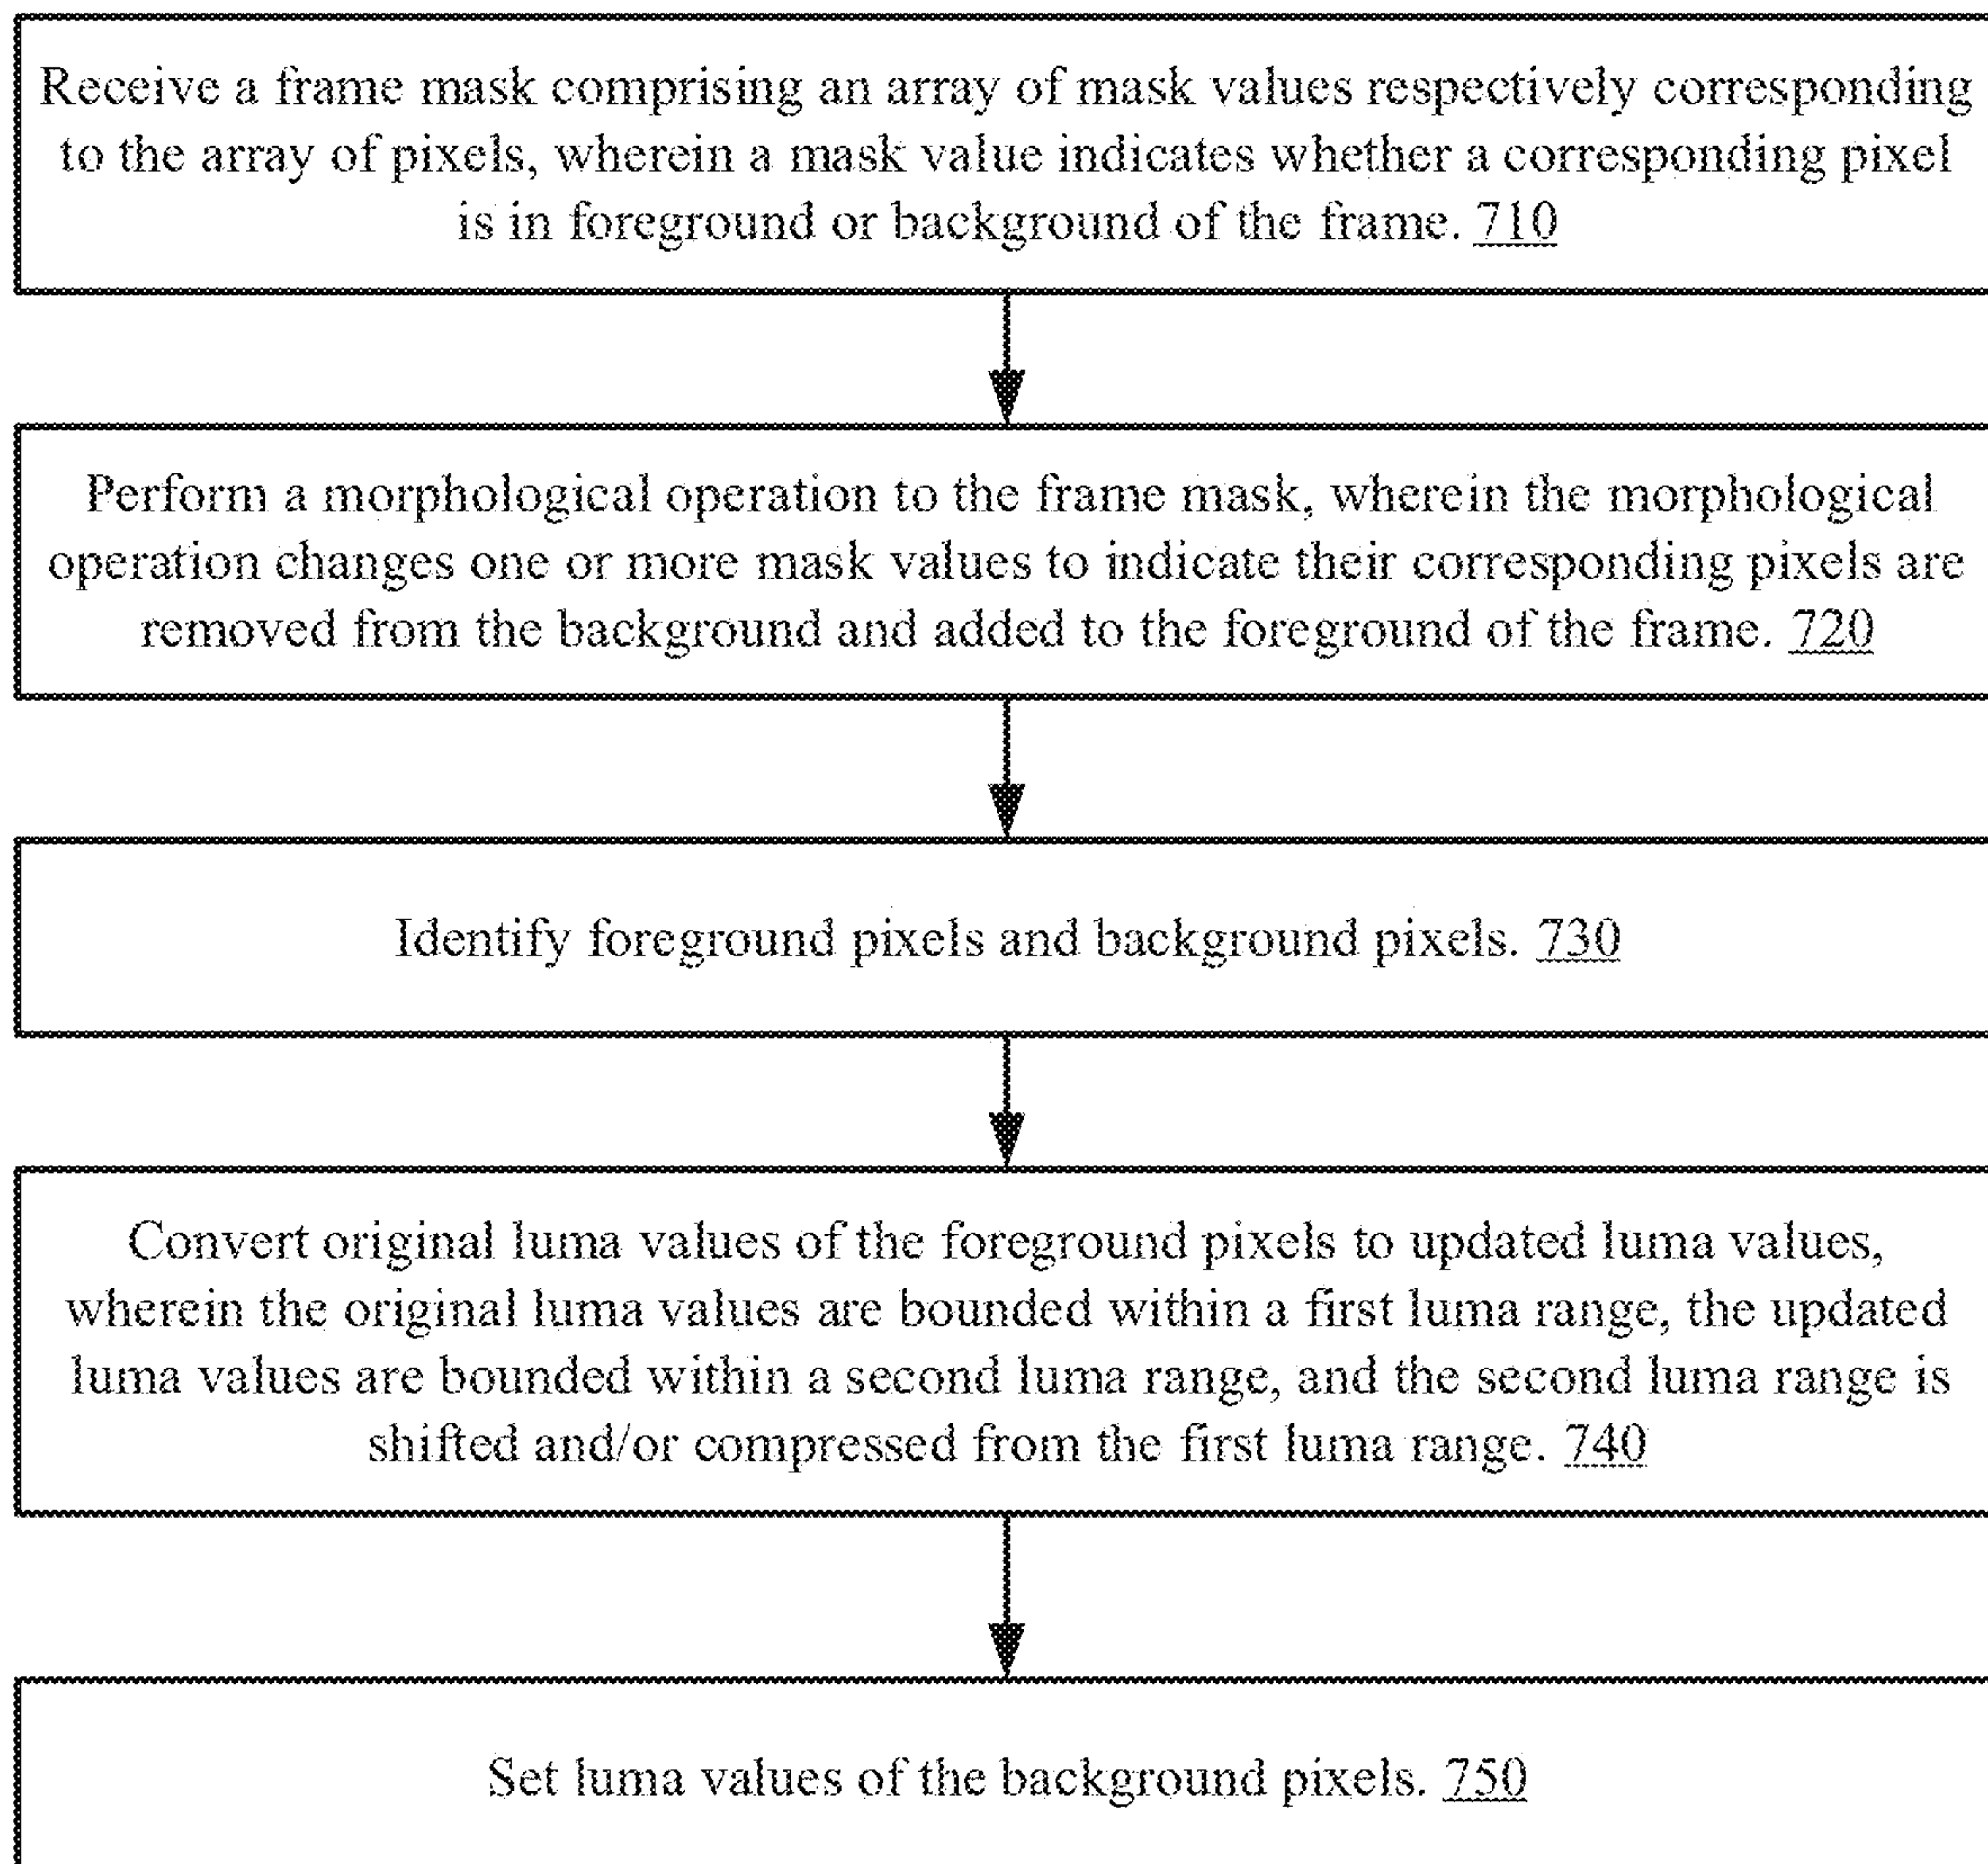 Receive a frame mask comprising an array of mask values respectively corresponding
to the array of pixels, wherein a mask value indicates whether a corresponding pixel
is in foreground or background of the frame. 710
Perform a morphological operation to the frame mask, wherein the morphological
operation changes one or more mask values to indicate their corresponding pixels are
removed from the background and added to the foreground of the frame. 720
Identify foreground pixels and background pixels. 730
Convert original luma values of the foreground pixels to updated luma values,
wherein the original luma values are bounded within a first luma range, the updated
luma values are bounded within a second luma range, and the second luma range is
shifted and/or compressed from the first luma range. 740
Set luma values of the background pixels. 750